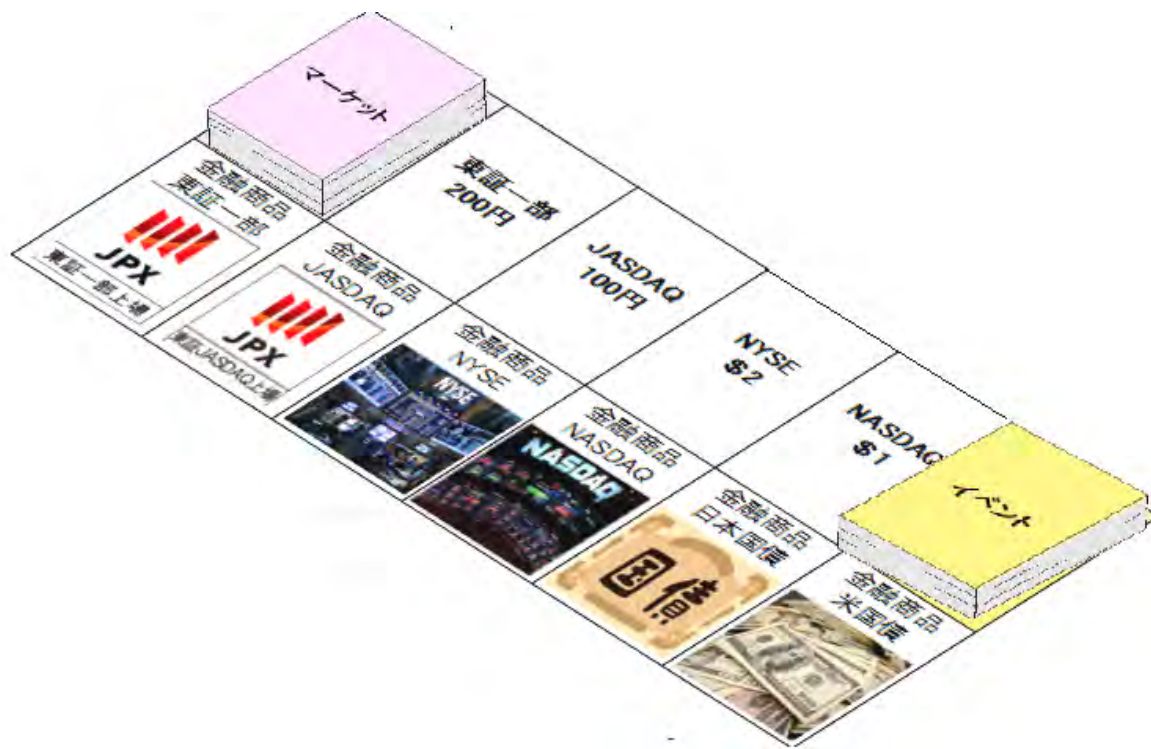 マーケット
東証一部
200円
JASDAQ
100円
NYSE
$2
NASDAQ
$1
イベント
金融商品
東証一部
JPX
東証一部上場
金融商品
JASDAQ
JPX
東証JASDAQ上場
金融商品
NYSE
NYSE
金融商品
NASDAQ
NASDAQ
金融商品
日本国債
金融商品
米国債